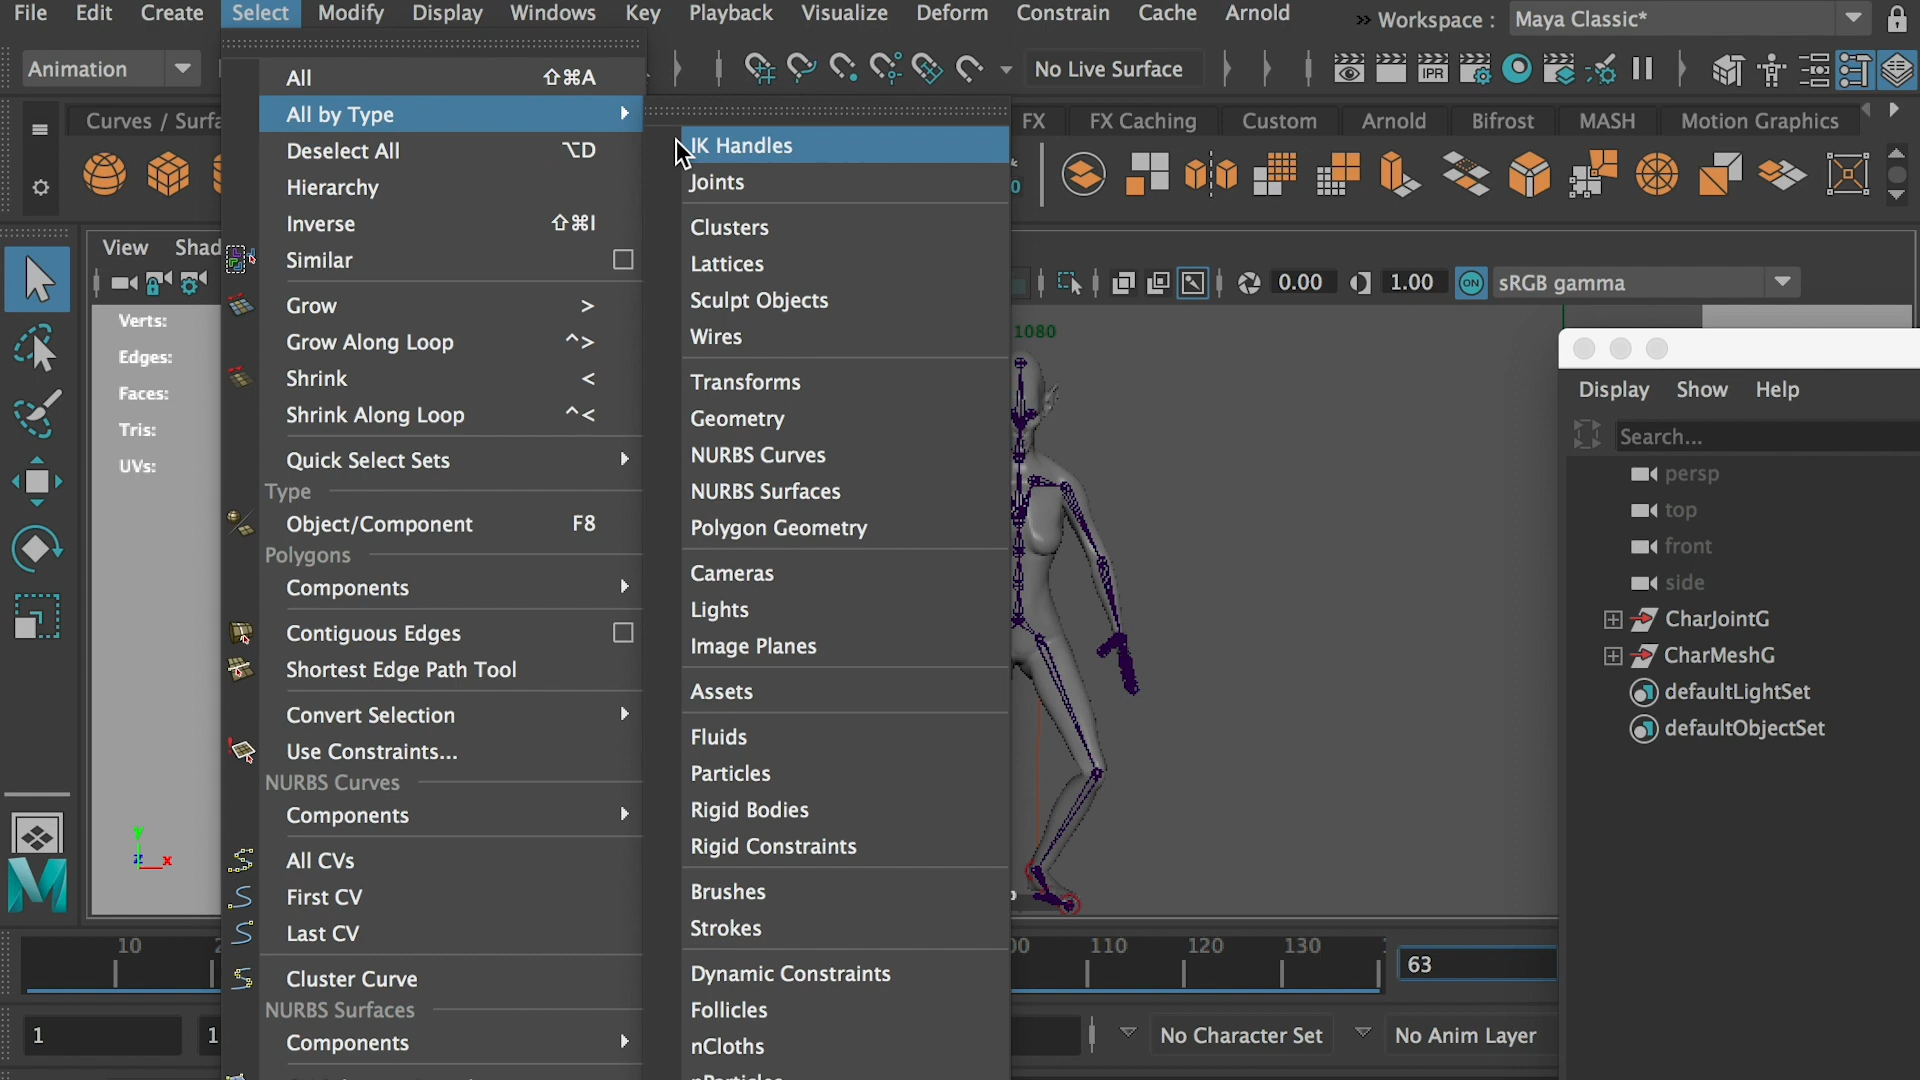 File Edit Create Select Modify Display Windows Key Playback Visualize Deform Constrain Cache Arnold Workspace : Maya Classic*
Animation No Live Surface IPR
Curves / Surfa FX FX Caching Custom Arnold Bifrost MASH Motion Graphics
All ⇧⌘A
All by Type
Deselect All ⌥D
Hierarchy
Inverse ⇧⌘I
Similar
Grow >
Grow Along Loop ^>
Shrink <
Shrink Along Loop ^<
Quick Select Sets
Type
Object/Component F8
Polygons
Components
Contiguous Edges
Shortest Edge Path Tool
Convert Selection
Use Constraints...
NURBS Curves
Components
All CVs
First CV
Last CV
Cluster Curve
NURBS Surfaces
Components
IK Handles
Joints
Clusters
Lattices
Sculpt Objects
Wires
Transforms
Geometry
NURBS Curves
NURBS Surfaces
Polygon Geometry
Cameras
Lights
Image Planes
Assets
Fluids
Particles
Rigid Bodies
Rigid Constraints
Brushes
Strokes
Dynamic Constraints
Follicles
nCloths
nParticles
View Shad
Verts:
Edges:
Faces:
Tris:
UVs:
Y
Z X
0.00 1.00 ON sRGB gamma
1080
Display Show Help
Search...
persp
top
front
side
CharJointG
CharMeshG
defaultLightSet
defaultObjectSet
10 2 00 110 120 130 63
1 1 No Character Set No Anim Layer